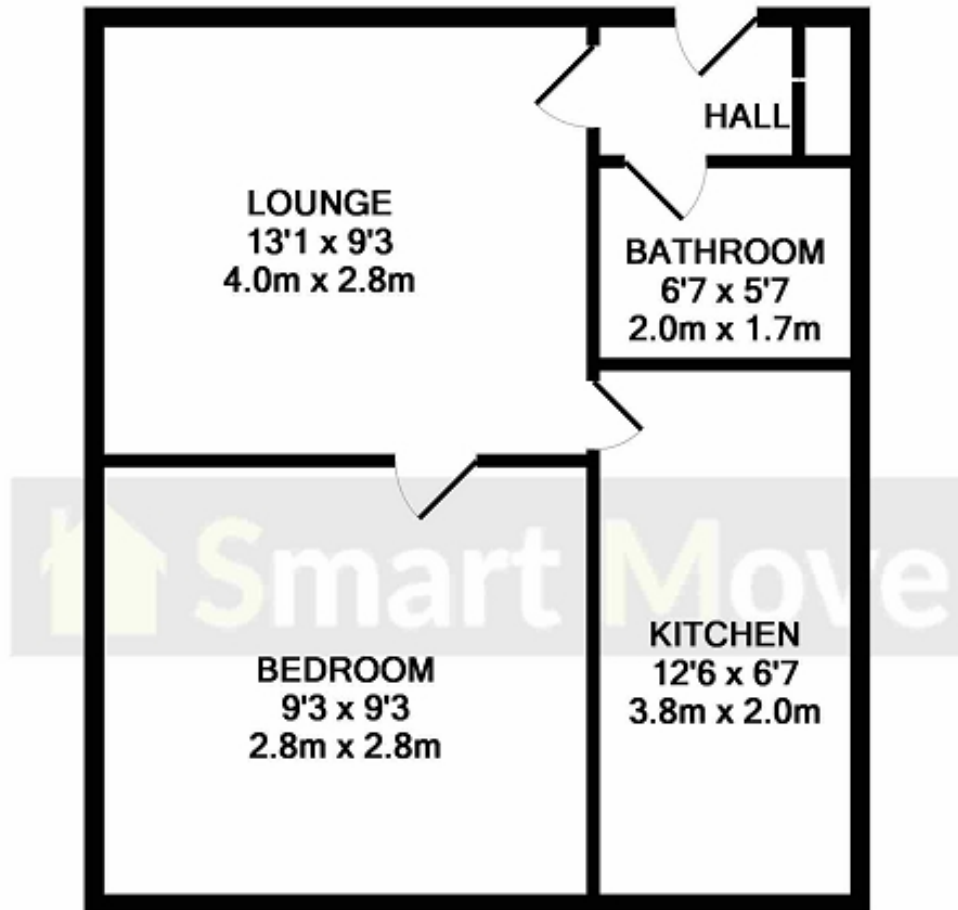 HALL
LOUNGE
13'1 x 9'3
4.0m x 2.8m
BATHROOM
6'7 x 5'7
2.0m x 1.7m
Smart Move
KITCHEN
12'6 x 6'7
3.8m x 2.0m
BEDROOM
9'3 x 9'3
2.8m x 2.8m